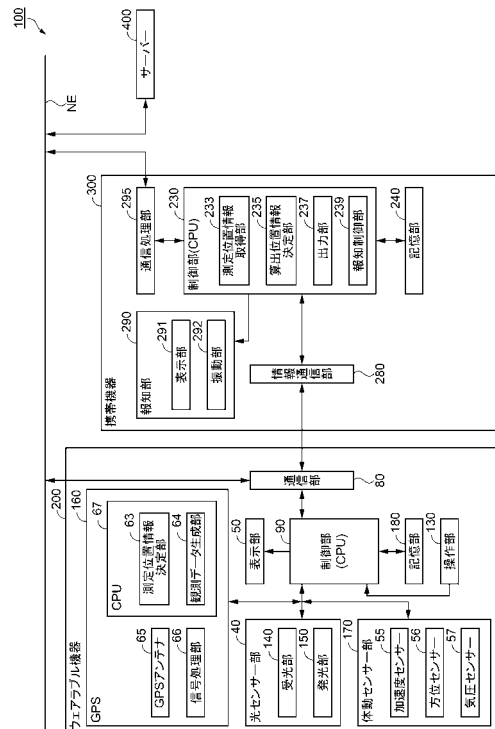 100
NE
サーバー
400
300
携帯機器
290
報知部
291
表示部
292
振動部
295
通信処理部
230
制御部(CPU)
233
測定位置情報
取得部
235
算出位置情報
決定部
237
出力部
239
報知制御部
240
記憶部
情報通信部
280
200
ウェアラブル機器
160
GPS
67
CPU
63
測定位置情報
決定部
64
観測データ生成部
65
GPSアンテナ
66
信号処理部
通信部
80
50
表示部
90
制御部
(CPU)
180
記憶部
130
操作部
40
光センサー部
140
受光部
150
発光部
170
体動センサー部
55
加速度センサー
56
方位センサー
57
気圧センサー